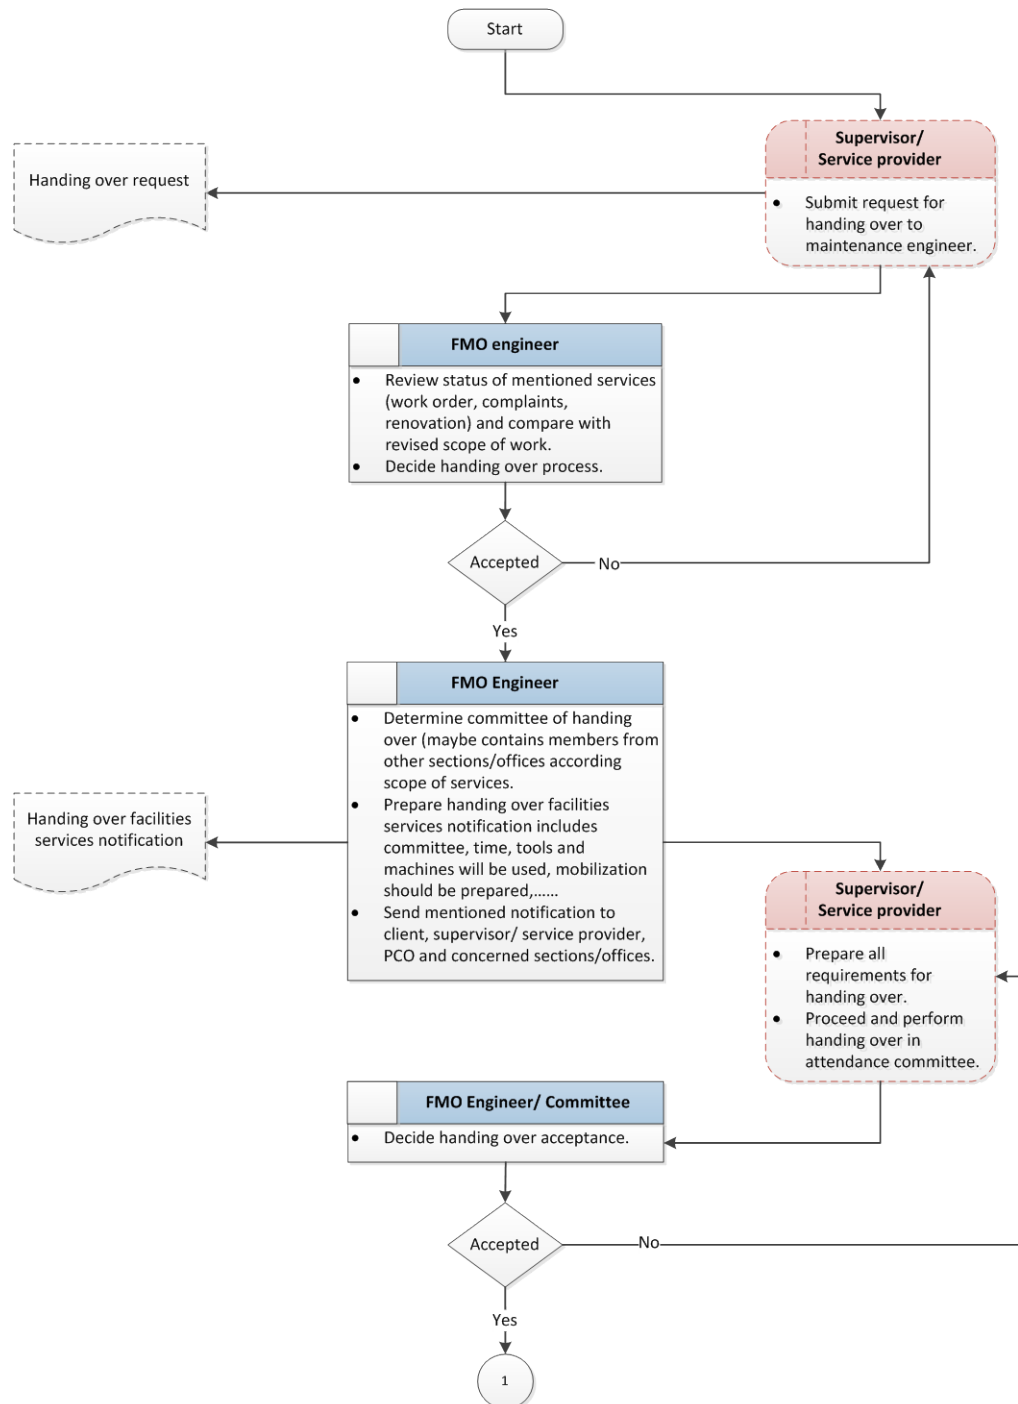 Start
Supervisor/
Service provider
• Submit request for
handing over to
maintenance engineer.
Handing over request
FMO engineer
• Review status of mentioned services
(work order, complaints,
renovation) and compare with
revised scope of work.
• Decide handing over process.
Accepted
No
Yes
FMO Engineer
• Determine committee of handing
over (maybe contains members from
other sections/offices according
scope of services.
• Prepare handing over facilities
services notification includes
committee, time, tools and
machines will be used, mobilization
should be prepared,......
• Send mentioned notification to
client, supervisor/ service provider,
PCO and concerned sections/offices.
Handing over facilities
services notification
Supervisor/
Service provider
• Prepare all
requirements for
handing over.
• Proceed and perform
handing over in
attendance committee.
FMO Engineer/ Committee
• Decide handing over acceptance.
Accepted
No
Yes
1